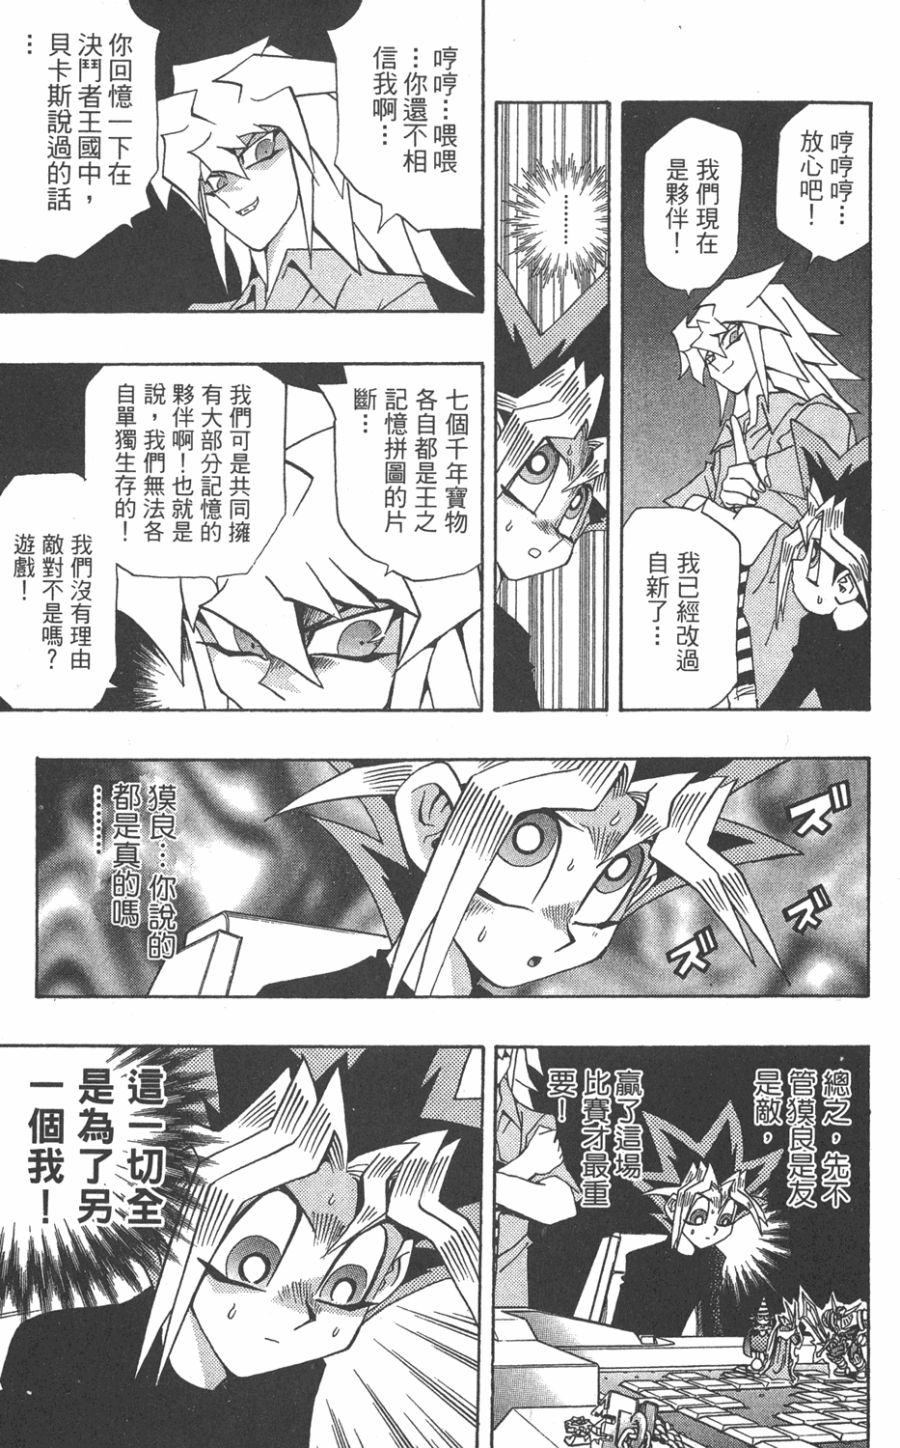 哼哼哼…
放心吧！
我們現在
是夥伴！
我已經改過
自新了…
………
哼哼…喂喂
…你還不相
信我啊…
你回憶一下在
決鬥者王國中，
貝卡斯說過的話
…
七個千年寶物
各自都是王之
記憶拼圖的片
斷…
我們可是共同擁
有大部分記憶的
夥伴啊！也就是
說，我們無法各
自單獨生存的！
我們沒有理由
敵對不是嗎？
遊戲！
ズズ
ズズ
獏良…你說的
都是真的嗎
………
總之，先不
管獏良是友
是敵，
贏了這場
比賽才最重
要！
這一切全
是為了另
一個我！